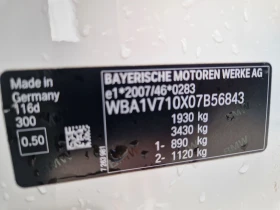 BAYERISCHE MOTOREN WERKE AG
e1*2007/46*0283
WBA1V710X07B56843
1930 kg
3430 kg
1- 890 kg
2- 1120 kg
Made in
Germany
116d
300
0.50